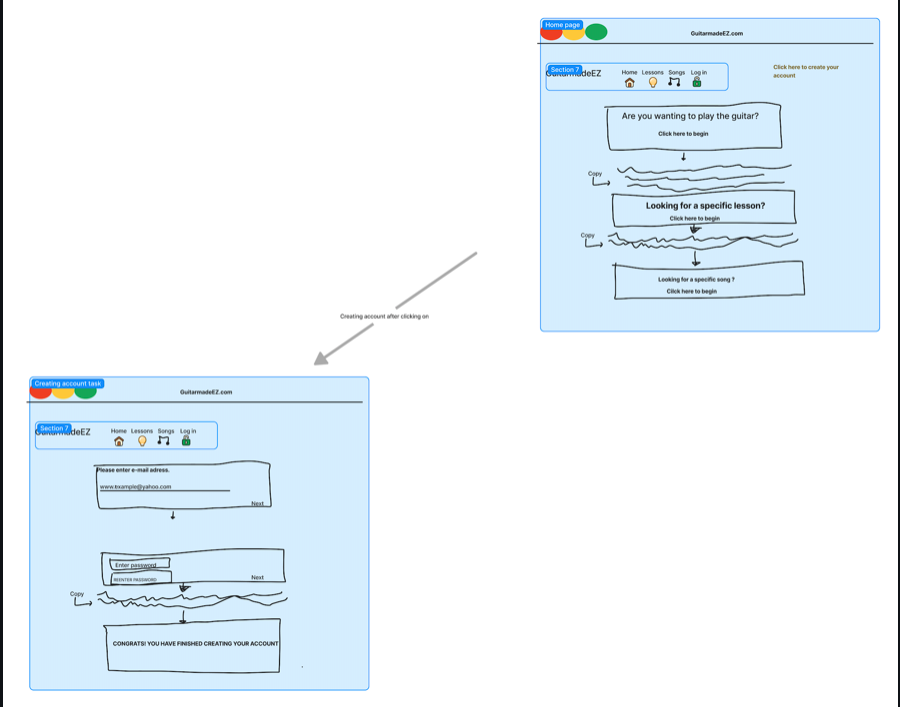 Home page
GuitarmadeEZ.com
Section 7
deEZ
Home Lessons Songs Log in
Click here to create your
account
Are you wanting to play the guitar?
Click here to begin
Copy
Looking for a specific lesson?
Click here to begin
Copy
Looking for a specific song ?
Click here to begin
Creating account after clicking on
Creating account task
GuitarmadeEZ.com
Section 7
deEZ
Home Lessons Songs Log in
Please enter e-mail adress.
www.example@yahoo.com
Next
Enter password
REENTER PASSWORD
Next
Copy
CONGRATS! YOU HAVE FINISHED CREATING YOUR ACCOUNT